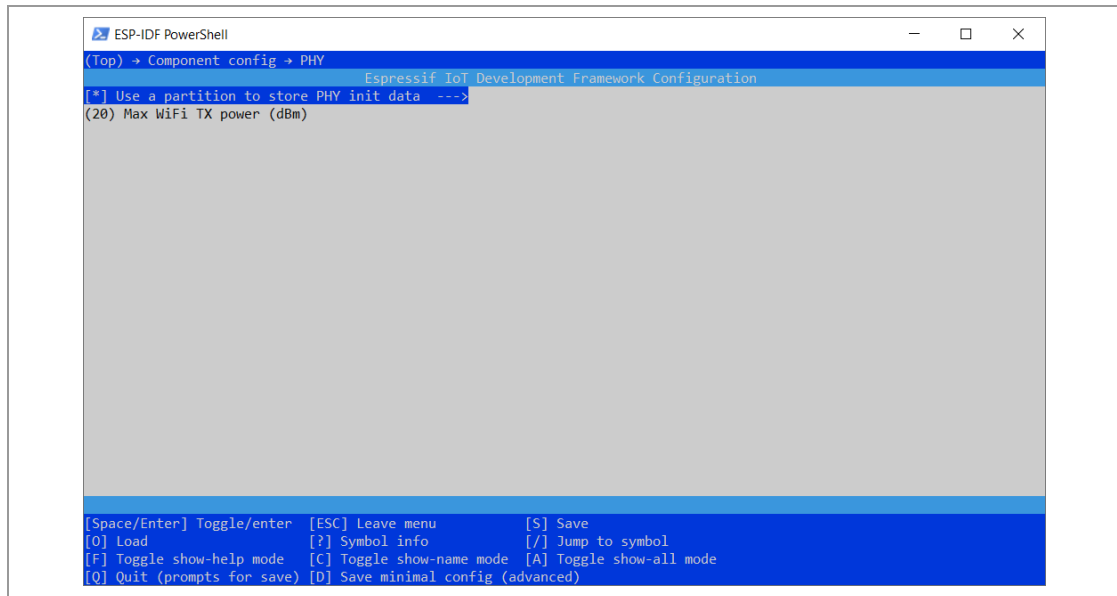 ESP-IDF PowerShell
(Top) → Component config → PHY
Espressif IoT Development Framework Configuration
[*] Use a partition to store PHY init data --->
(20) Max WiFi TX power (dBm)
[Space/Enter] Toggle/enter [ESC] Leave menu [S] Save
[O] Load [?] Symbol info [/] Jump to symbol
[F] Toggle show-help mode [C] Toggle show-name mode [A] Toggle show-all mode
[Q] Quit (prompts for save) [D] Save minimal config (advanced)